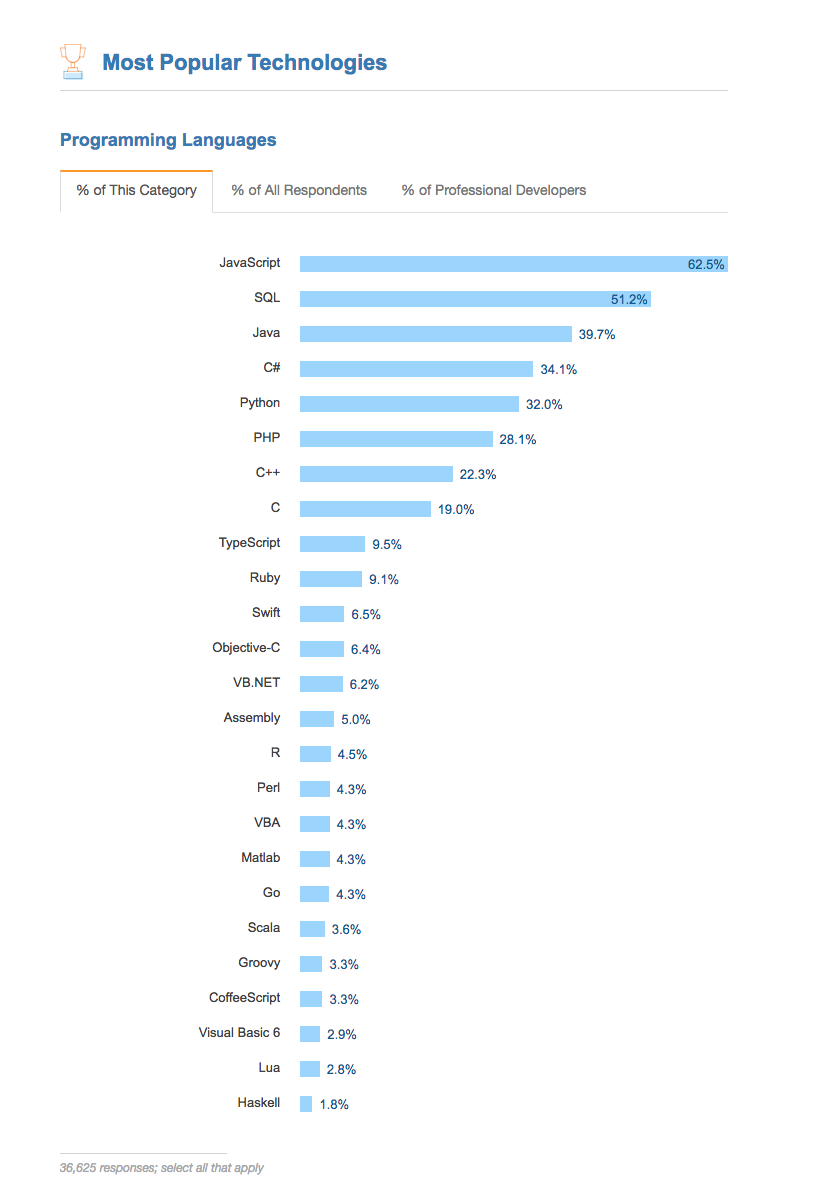 Most Popular Technologies
Programming Languages
% of This Category % of All Respondents % of Professional Developers
JavaScript 62.5%
SQL 51.2%
Java 39.7%
C# 34.1%
Python 32.0%
PHP 28.1%
C++ 22.3%
C 19.0%
TypeScript 9.5%
Ruby 9.1%
Swift 6.5%
Objective-C 6.4%
VB.NET 6.2%
Assembly 5.0%
R 4.5%
Perl 4.3%
VBA 4.3%
Matlab 4.3%
Go 4.3%
Scala 3.6%
Groovy 3.3%
CoffeeScript 3.3%
Visual Basic 6 2.9%
Lua 2.8%
Haskell 1.8%
36,625 responses; select all that apply